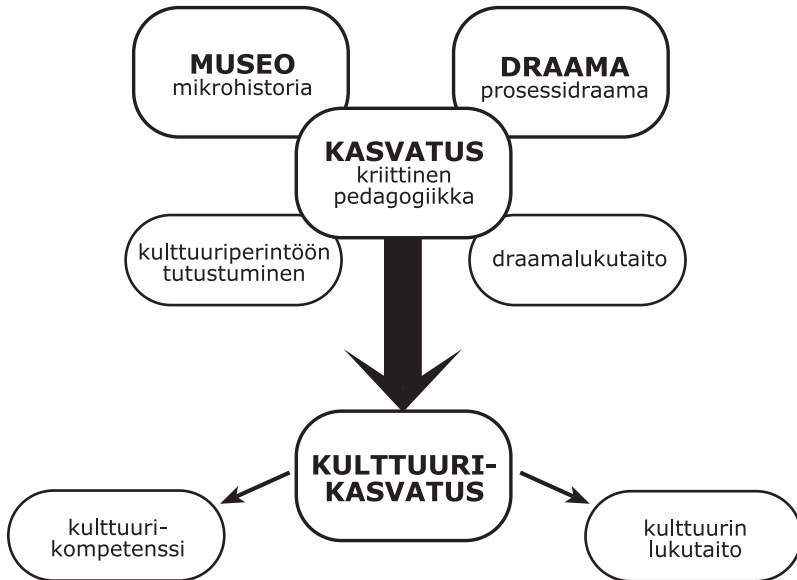 MUSEO
mikrohistoria
DRAAMA
prosessidraama
KASVATUS
kriittinen
pedagogiikka
kulttuuriperintöön
tutustuminen
draamalukutaito
KULTTUURI-
KASVATUS
kulttuuri-
kompetenssi
kulttuurin
lukutaito